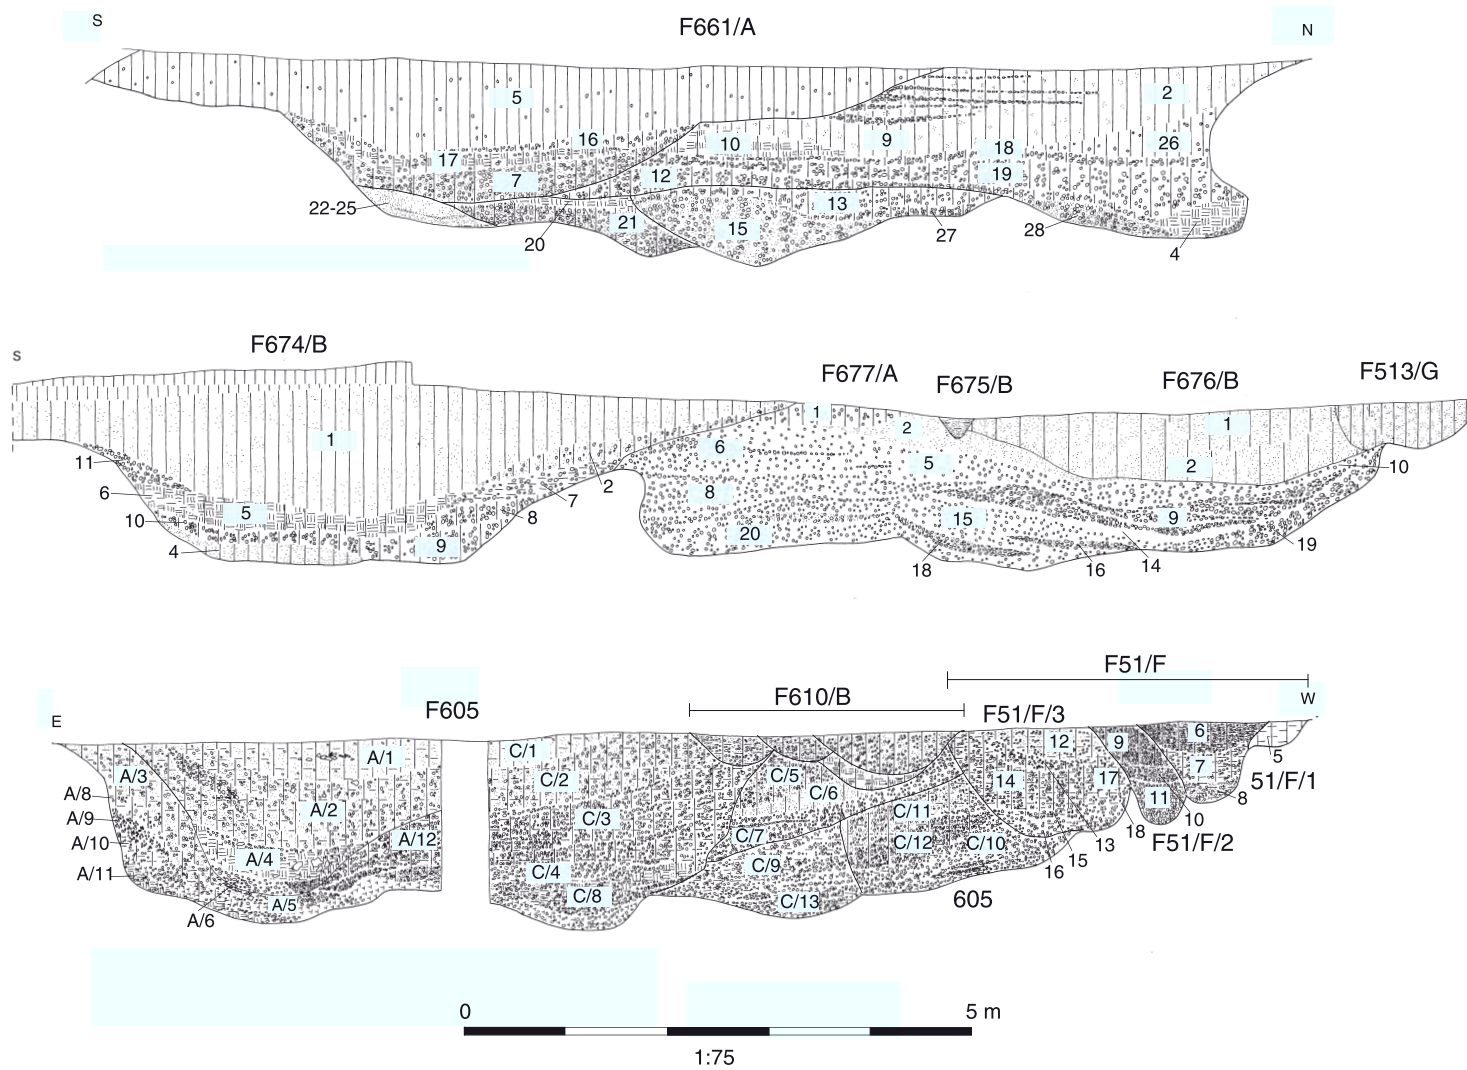 S F661/A N
5 2
16 10 9 18 26
17 7 12 19
22-25 13
20 21 15 27 28 4
S F674/B F677/A F675/B F676/B F513/G
1 1 2 1
11 6 5 2 10
6 5 2 7 8 8 9
10 15
4 9 20 18 16 14 19
F51/F
E F605 F610/B F51/F/3 W
A/1 C/1 12 9 6 5
A/3 C/2 C/5 14 17 7 51/F/1
A/8 A/2 C/3 C/6 C/11 11 8
A/9 A/12 C/7 C/12 C/10 18 10
A/10 A/4 C/4 C/9 13 F51/F/2
A/11 A/5 C/8 C/13 16 15
A/6 605
0 5 m
1:75